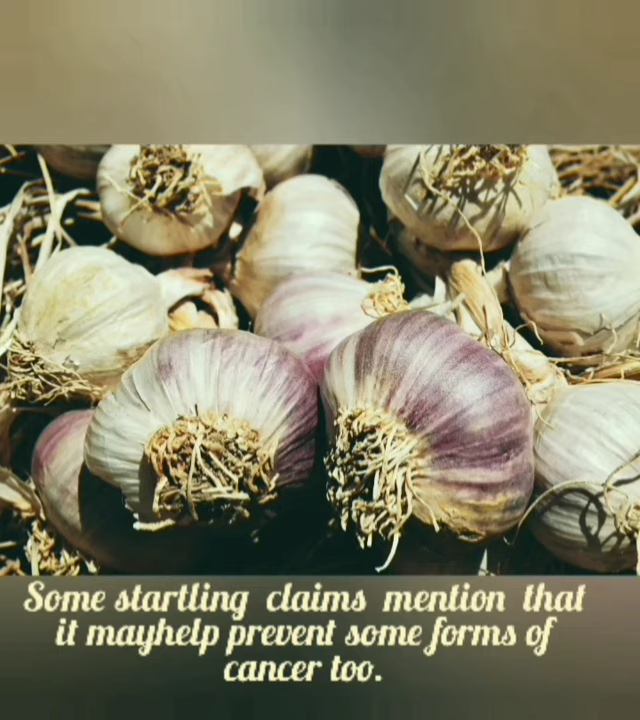 Some startling claims mention that
it mayhelp prevent some forms of
cancer too.